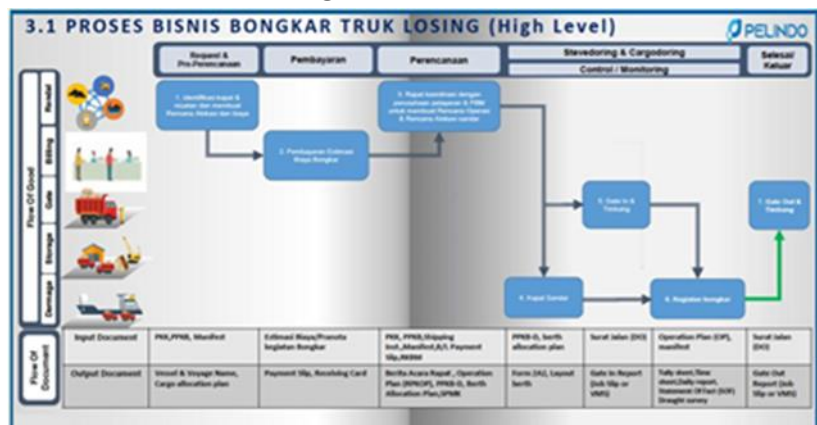 3.1 PROSES BISNIS BONGKAR TRUK LOSING (High Level)
PELINDO
Request &
Pra-Perencanaan
Pembayaran
Perencanaan
Stevedoring & Cargodoring
Control / Monitoring
Selesai/
Keluar
Flow Of Good
Rendal
Billing
Gate
Storage
Dermaga
1. Identifikasi kapal &
muatan dan membuat
Rencana Alokasi dan Biaya
2. Pembayaran Estimasi
Biaya Bongkar
3. Rapat koordinasi dengan
perusahaan pelayaran & PBM
untuk membuat Rencana Operasi
& Rencana Alokasi sandar
4. Kapal Sandar
5. Gate In &
Timbang
6. Kegiatan bongkar
7. Gate Out &
Timbang
Flow Of
Document
Input Document
PKK,PPKB, Manifest
Estimasi Biaya/Pranota
kegiatan Bongkar
PKK, PPKB,Shipping
Inst.,Manifest,B/L Payment
Slip,RKBM
PPKB-D, berth
allocation plan
Surat Jalan (DO)
Operation Plan (OP),
manifest
Surat Jalan
(DO)
Output Document
Vessel & Voyage Name,
Cargo allocation plan
Payment Slip, Receiving Card
Berita Acara Rapat , Operation
Plan (RPKOP), PPKB-D, Berth
Allocation Plan,SPMK
Form (IA), Layout
berth
Gate In Report
(Job Slip or
VMS)
Tally sheet,Time
sheet,Daily report,
Statement Of Fact (SOF)
Draught survey
Gate Out
Report (Job
Slip or VMS)